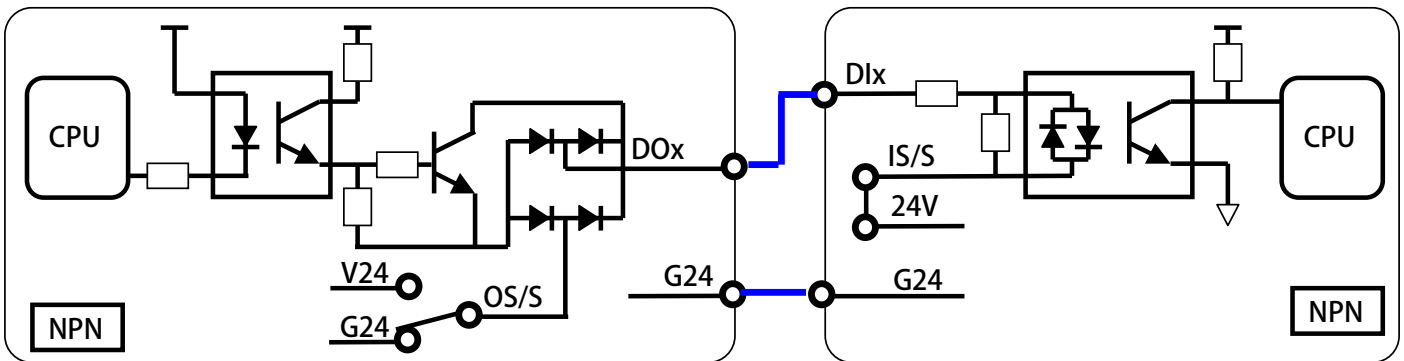 CPU
DOx
V24
OS/S
G24
G24
NPN
DIx
IS/S
24V
G24
CPU
NPN